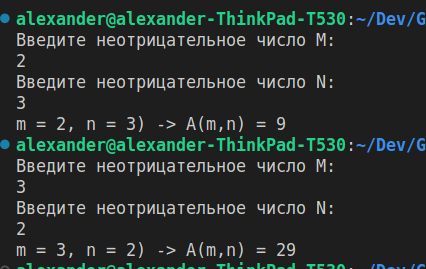 alexander@alexander-ThinkPad-T530:~/Dev/G
Введите неотрицательное число M:
2
Введите неотрицательное число N:
3
m = 2, n = 3) -> A(m,n) = 9
alexander@alexander-ThinkPad-T530:~/Dev/G
Введите неотрицательное число M:
3
Введите неотрицательное число N:
2
m = 3, n = 2) -> A(m,n) = 29